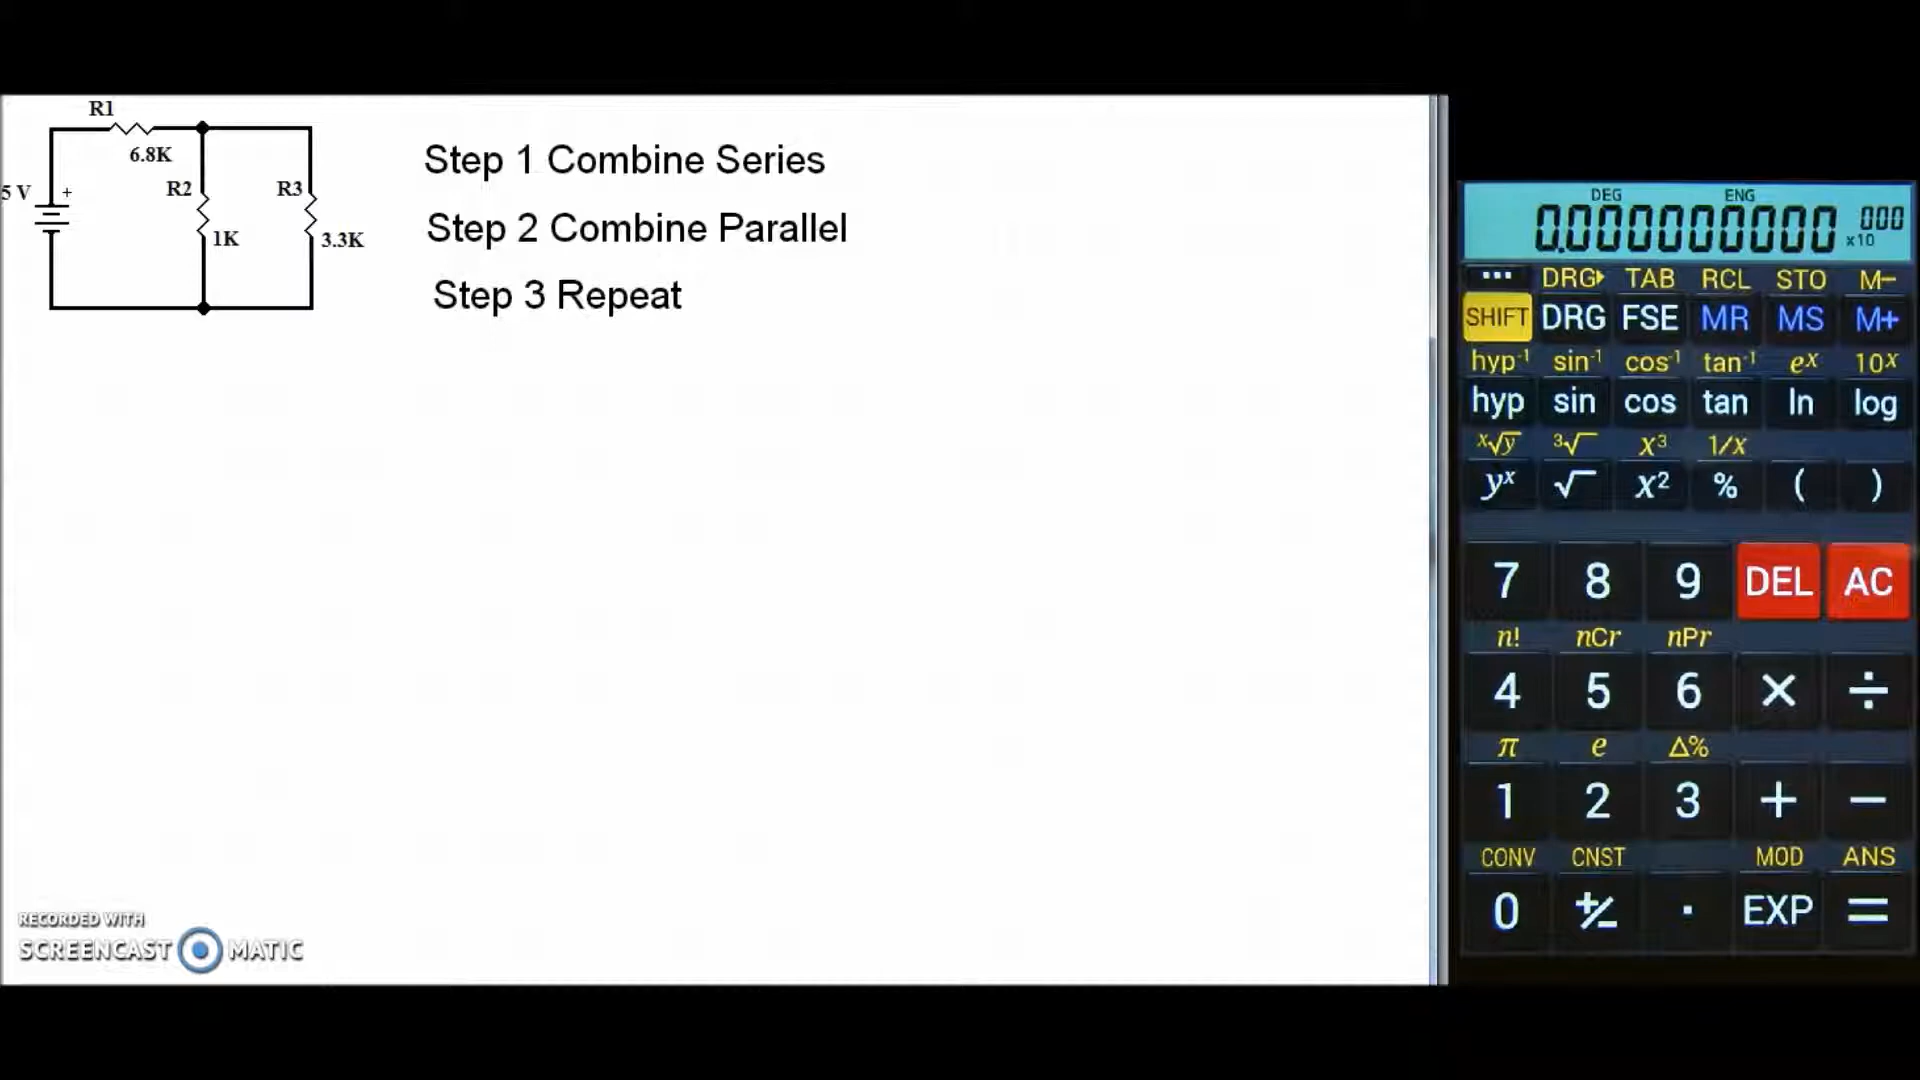 R1
6.8K
5 V
+
R2
R3
1K
3.3K
Step 1 Combine Series
Step 2 Combine Parallel
Step 3 Repeat
RECORDED WITH
SCREENCAST MATIC
DEG ENG
0.000000000 x10 000
... DRG▸ TAB RCL STO M−
SHIFT DRG FSE MR MS M+
hyp⁻¹ sin⁻¹ cos⁻¹ tan⁻¹ eˣ 10ˣ
hyp sin cos tan ln log
ˣ√y ³√ x³ 1/x
yˣ √ x² % ( )
7 8 9 DEL AC
n! nCr nPr
4 5 6 × ÷
π e Δ%
1 2 3 + −
CONV CNST MOD ANS
0 +/− . EXP =